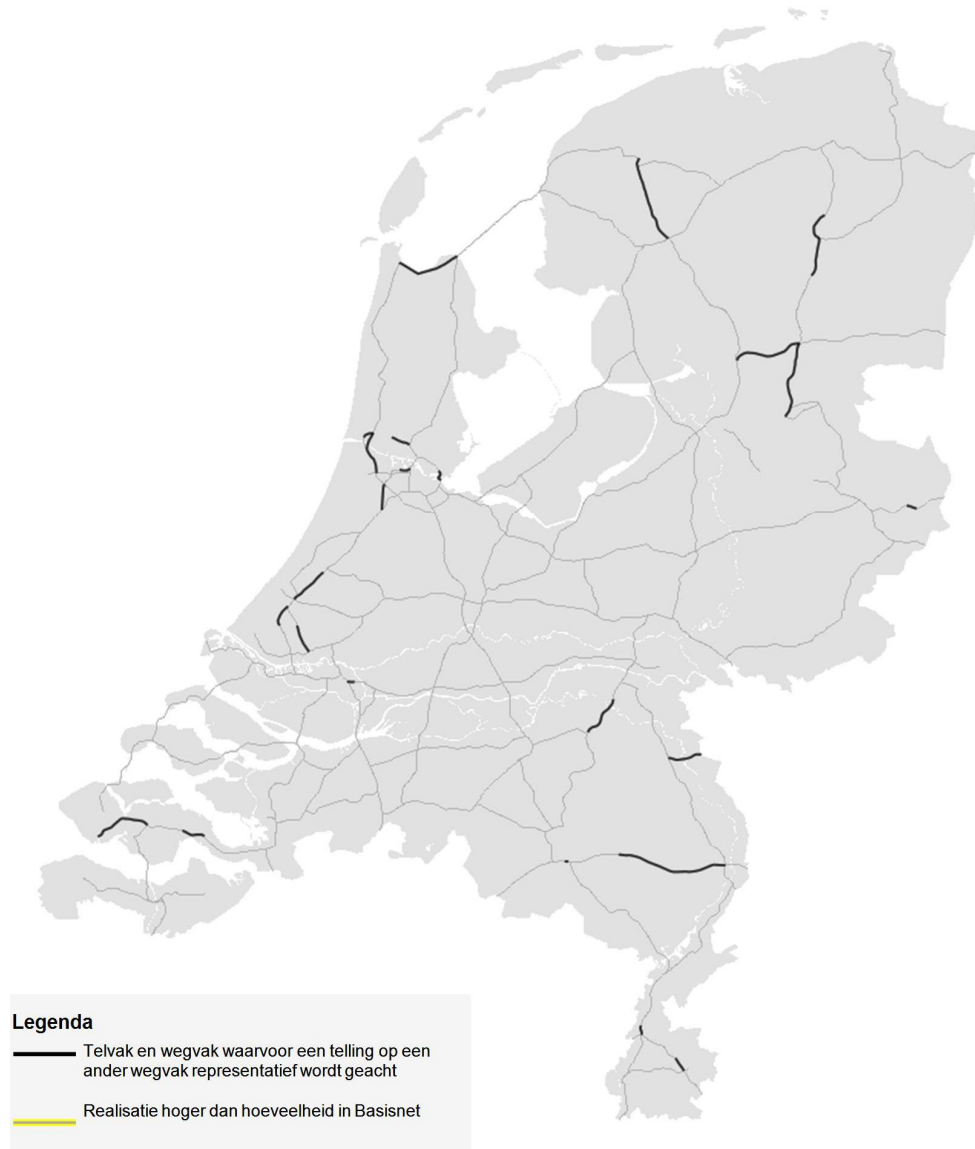 Legenda
Telvak en wegvak waarvoor een telling op een
ander wegvak representatief wordt geacht
Realisatie hoger dan hoeveelheid in Basisnet